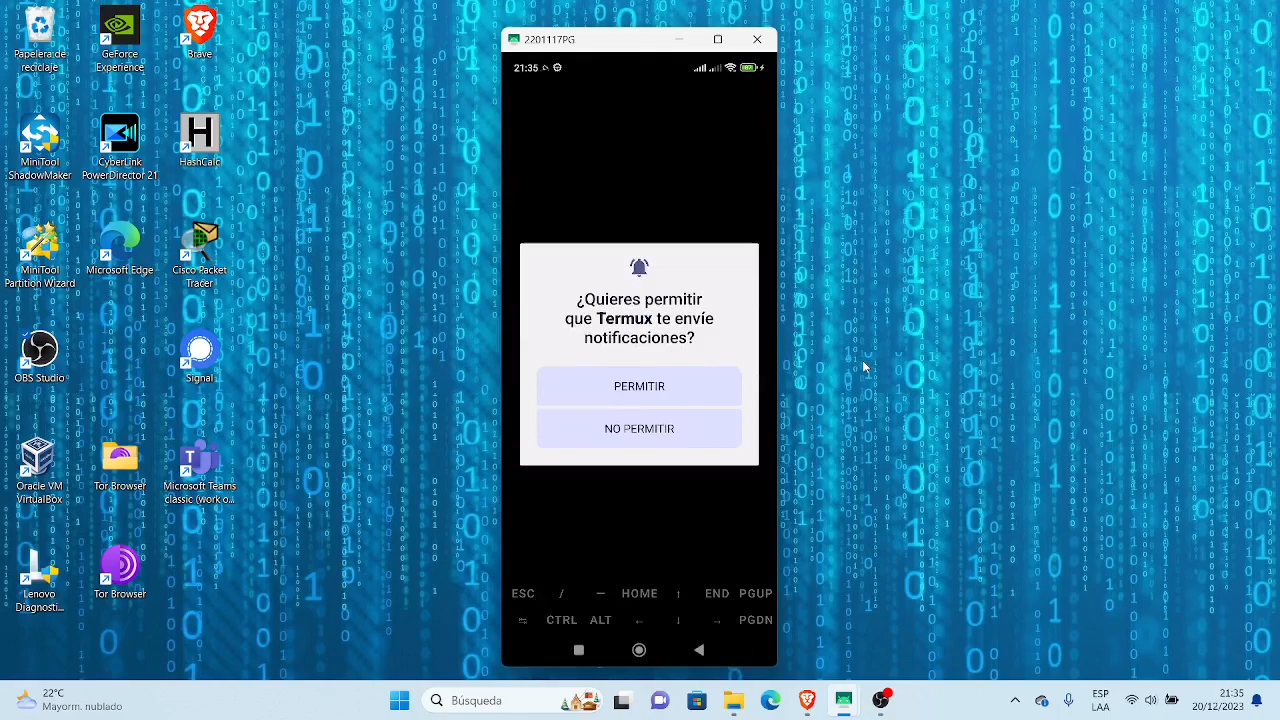 Papelera de
reciclaje
GeForce
Experience
Brave
MiniTool
ShadowMaker
CyberLink
PowerDirector 21
HashCalc
MiniTool
Partition Wizard
Microsoft Edge
Cisco Packet
Tracer
OBS Studio
Signal
Oracle VM
VirtualBox
Tor Browser
Microsoft Teams
classic (work...
Lenovo
Diagnosti...
Tor Browser
2201117PG
21:35
¿Quieres permitir
que Termux te envíe
notificaciones?
PERMITIR
NO PERMITIR
ESC / — HOME ↑ END PGUP
↹ CTRL ALT ← ↓ → PGDN
22°C
Mayorm. nublado
Búsqueda
ESP
LAA
21:35
20/12/2023